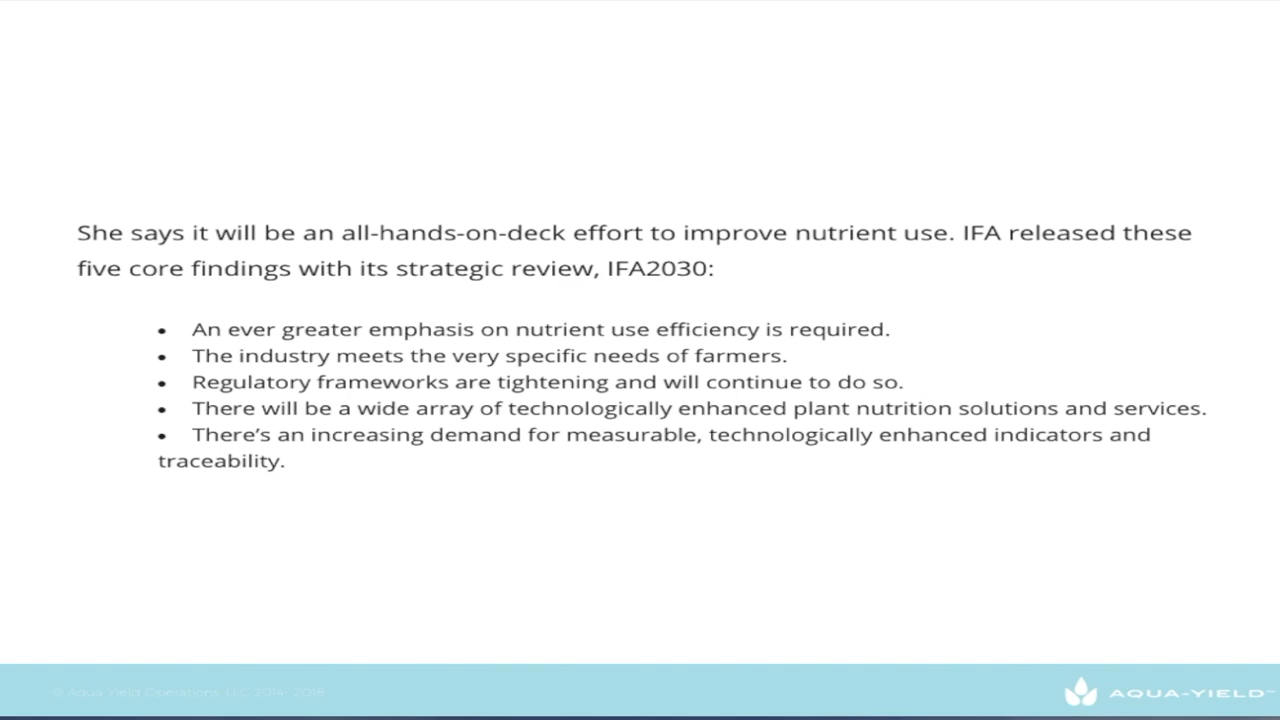 She says it will be an all-hands-on-deck effort to improve nutrient use. IFA released these
five core findings with its strategic review, IFA2030:
• An ever greater emphasis on nutrient use efficiency is required.
• The industry meets the very specific needs of farmers.
• Regulatory frameworks are tightening and will continue to do so.
• There will be a wide array of technologically enhanced plant nutrition solutions and services.
• There’s an increasing demand for measurable, technologically enhanced indicators and
traceability.
© Aqua Yield Operations, LLC 2014-2018
AQUA-YIELD™